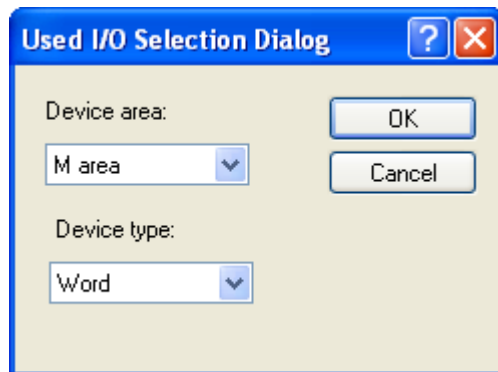 Used I/O Selection Dialog
Device area:
OK
M area
Cancel
Device type:
Word